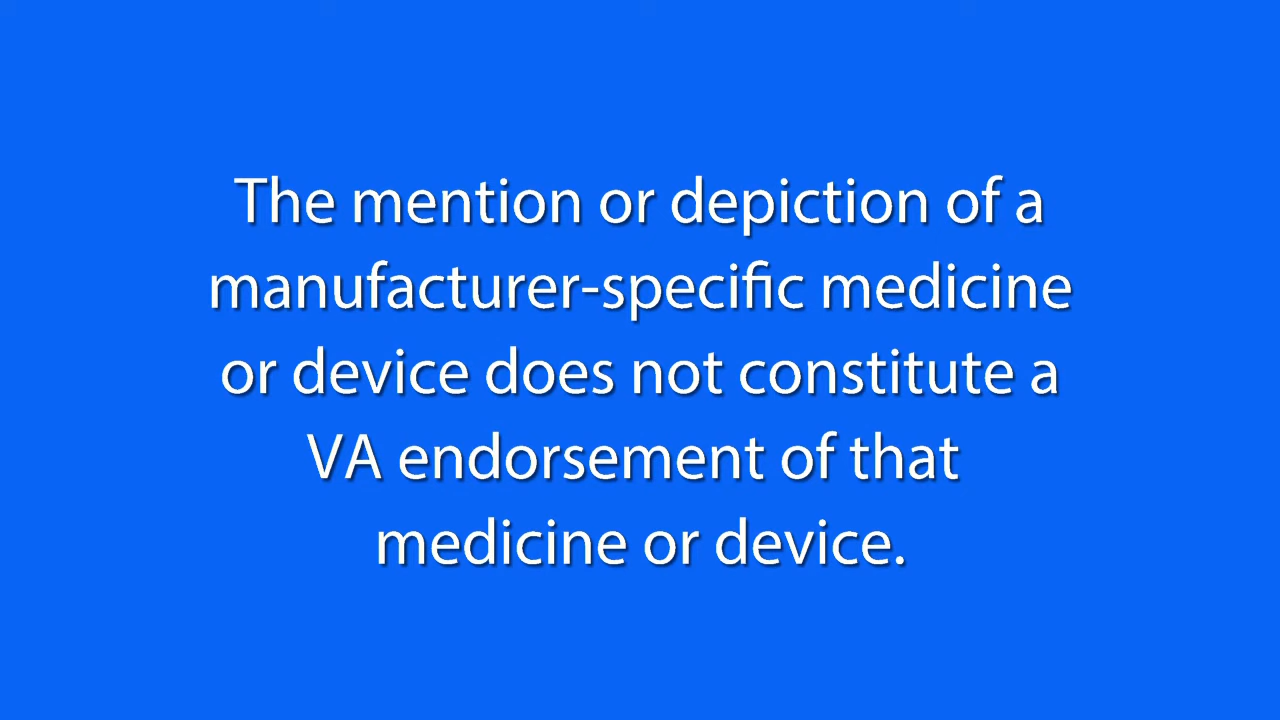 The mention or depiction of a
manufacturer-specific medicine
or device does not constitute a
VA endorsement of that
medicine or device.